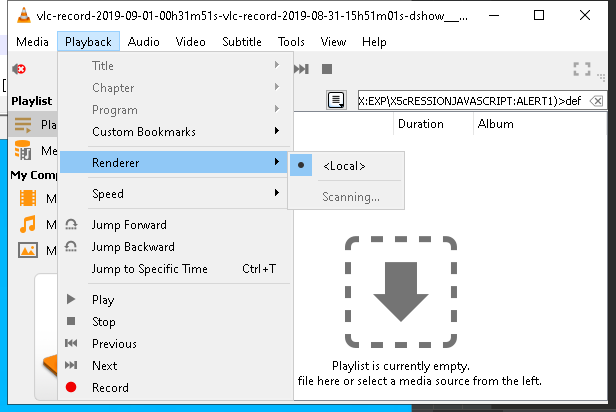 vlc-record-2019-09-01-00h31m51s-vlc-record-2019-08-31-15h51m01s-dshow__...
Media Playback Audio Video Subtitle Tools View Help
Title
Chapter
Program
Custom Bookmarks
Renderer
<Local>
Scanning...
Speed
Jump Forward
Jump Backward
Jump to Specific Time Ctrl+T
Play
Stop
Previous
Next
Record
Playlist
X:EXP\X5cRESSIONJAVASCRIPT:ALERT1)>def
Duration Album
Pla
Me
My Comp
M
M
M
Playlist is currently empty.
file here or select a media source from the left.